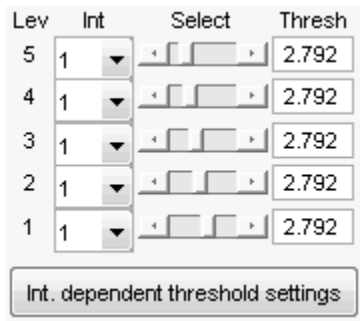 Lev Int Select Thresh
5 1 2.792
4 1 2.792
3 1 2.792
2 1 2.792
1 1 2.792
Int. dependent threshold settings